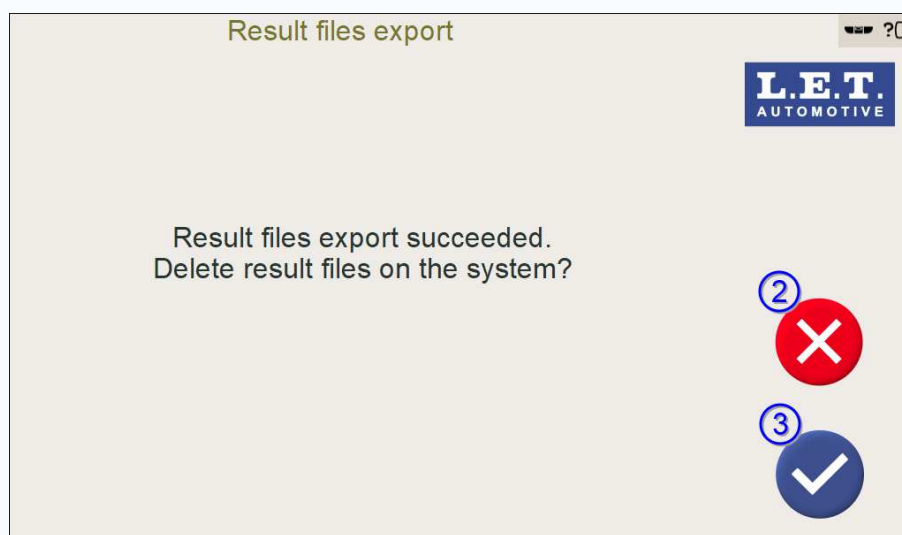 Result files export
?
L.E.T.
AUTOMOTIVE
Result files export succeeded.
Delete result files on the system?
2
3